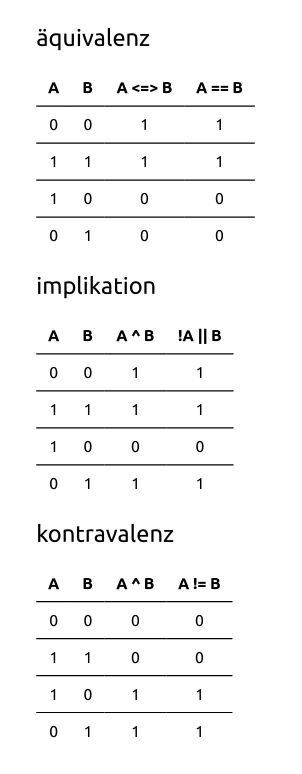 äquivalenz
A B A <=> B A == B
0 0 1 1
1 1 1 1
1 0 0 0
0 1 0 0
implikation
A B A ^ B !A || B
0 0 1 1
1 1 1 1
1 0 0 0
0 1 1 1
kontravalenz
A B A ^ B A != B
0 0 0 0
1 1 0 0
1 0 1 1
0 1 1 1